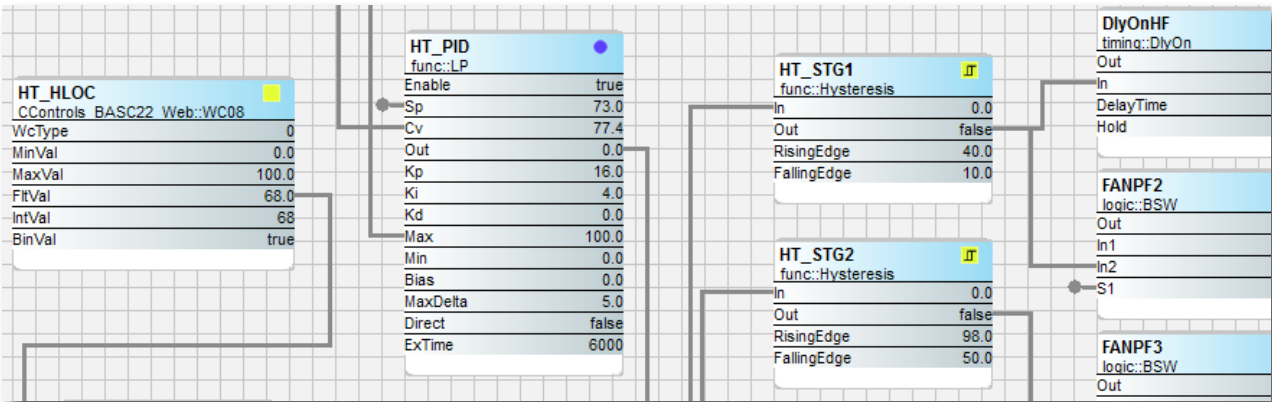 HT_HLOC
CControls_BASC22_Web::WC08
WcType 0
MinVal 0.0
MaxVal 100.0
FltVal 68.0
IntVal 68
BinVal true
HT_PID
func::LP
Enable true
Sp 73.0
Cv 77.4
Out 0.0
Kp 16.0
Ki 4.0
Kd 0.0
Max 100.0
Min 0.0
Bias 0.0
MaxDelta 5.0
Direct false
ExTime 6000
HT_STG1
func::Hysteresis
In 0.0
Out false
RisingEdge 40.0
FallingEdge 10.0
HT_STG2
func::Hysteresis
In 0.0
Out false
RisingEdge 98.0
FallingEdge 50.0
DlyOnHF
timing::DlyOn
Out
In
DelayTime
Hold
FANPF2
logic::BSW
Out
In1
In2
S1
FANPF3
logic::BSW
Out